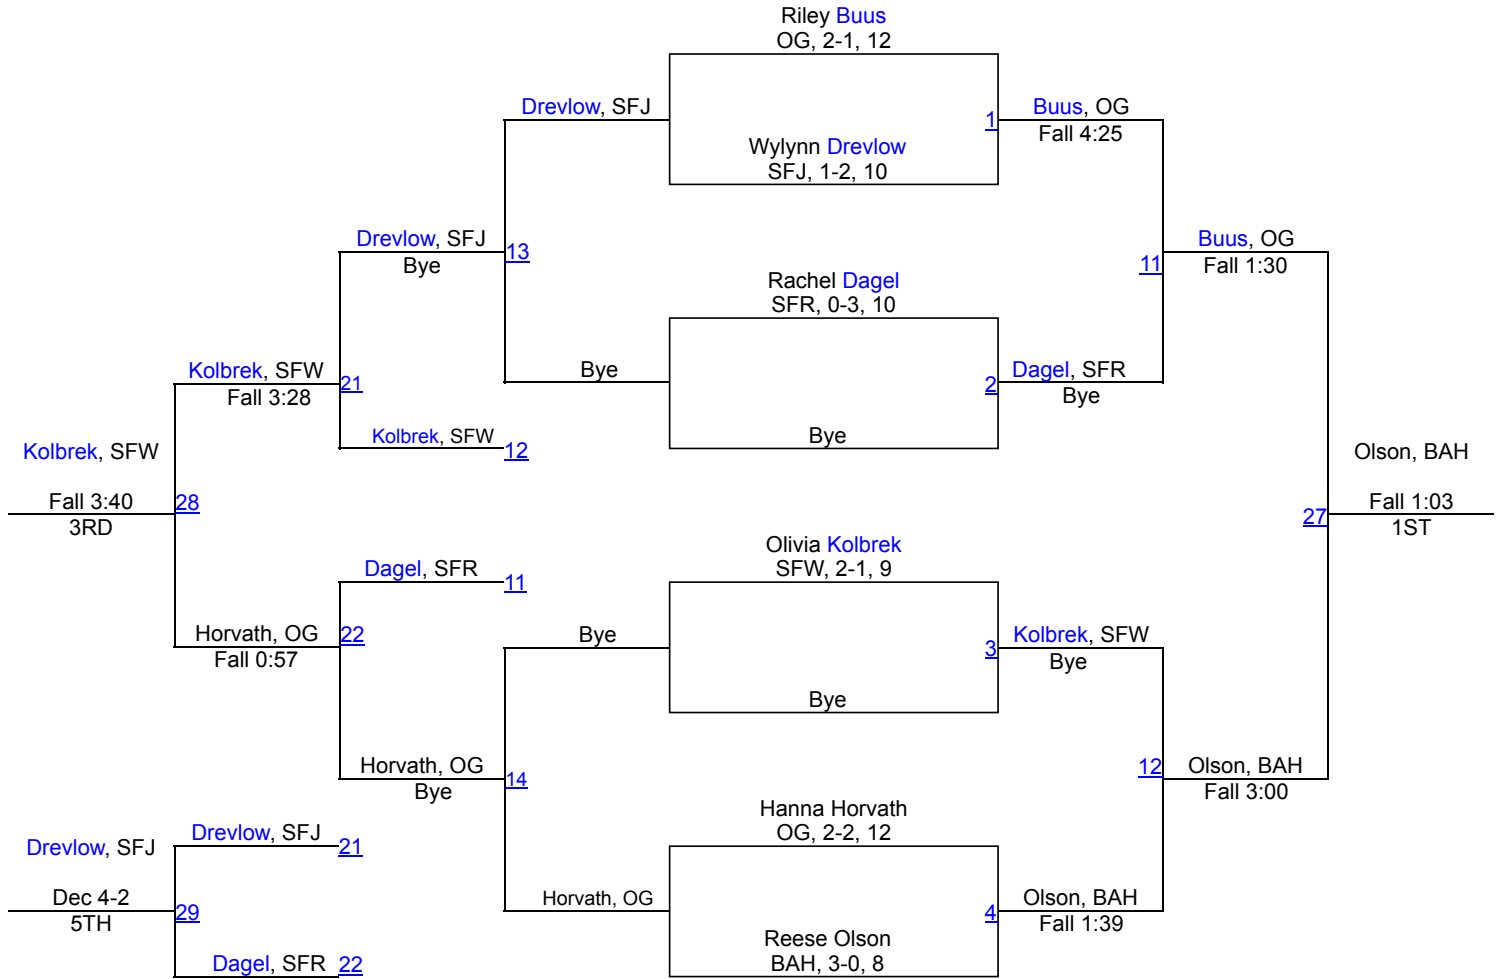 Riley Buus
OG, 2-1, 12
Drevlow, SFJ
Buus, OG
1
Fall 4:25
Wylynn Drevlow
SFJ, 1-2, 10
Drevlow, SFJ
Bye
13
Buus, OG
11
Fall 1:30
Rachel Dagel
SFR, 0-3, 10
Kolbrek, SFW
21
Fall 3:28
Bye
Dagel, SFR
2
Bye
Kolbrek, SFW
12
Bye
Kolbrek, SFW
Olson, BAH
Fall 3:40
28
3RD
Fall 1:03
27
1ST
Olivia Kolbrek
SFW, 2-1, 9
Dagel, SFR
11
Horvath, OG
22
Fall 0:57
Bye
Kolbrek, SFW
3
Bye
Bye
Horvath, OG
14
Bye
12
Olson, BAH
Fall 3:00
Hanna Horvath
OG, 2-2, 12
Drevlow, SFJ
Drevlow, SFJ
21
Dec 4-2
29
5TH
Horvath, OG
Olson, BAH
4
Fall 1:39
Reese Olson
BAH, 3-0, 8
Dagel, SFR
22